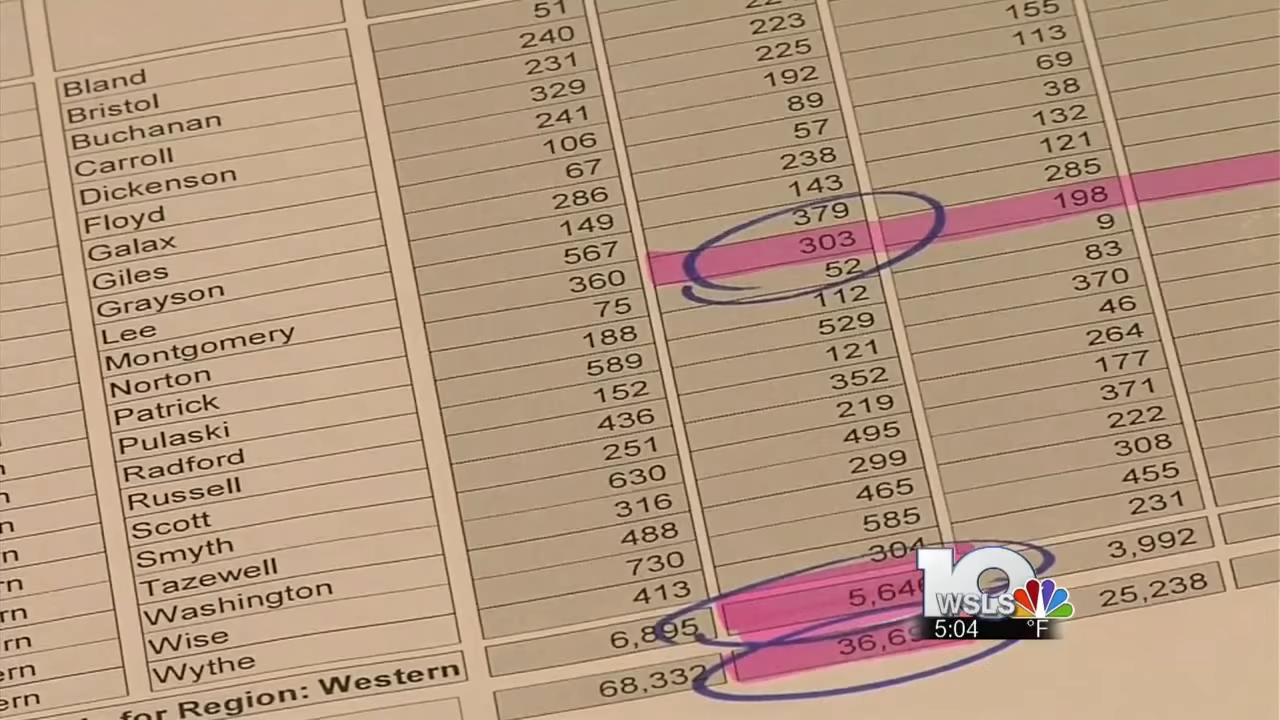 Bland 51
Bristol 240
Buchanan 231 223
Carroll 329 225 155
Dickenson 241 192 113
Floyd 106 89 69
Galax 67 57 38
Giles 286 238 132
Grayson 149 143 121
Lee 567 379 285
Montgomery 360 303 198
Norton 75 52 9
Patrick 188 112 83
Pulaski 589 529 370
Radford 152 121 46
Russell 436 352 264
Scott 251 219 177
Smyth 630 495 371
Tazewell 316 299 222
Washington 488 465 308
Wise 730 585 455
Wythe 413 304 231
for Region: Western 6,895 3,992
68,332 25,238
10
WSLS
5:04 °F